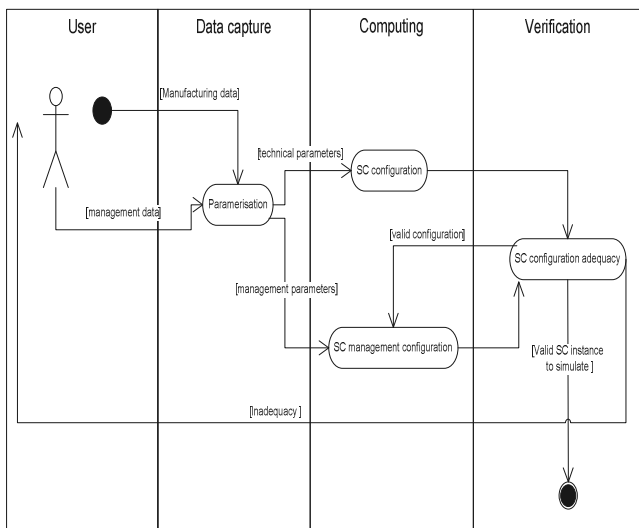 User
Data capture
Computing
Verification
[Manufacturing data]
[technical parameters]
SC configuration
Paramerisation
[management data]
[valid configuration]
SC configuration adequacy
[management parameters]
SC management configuration
[Valid SC instance
to simulate ]
[Inadequacy ]